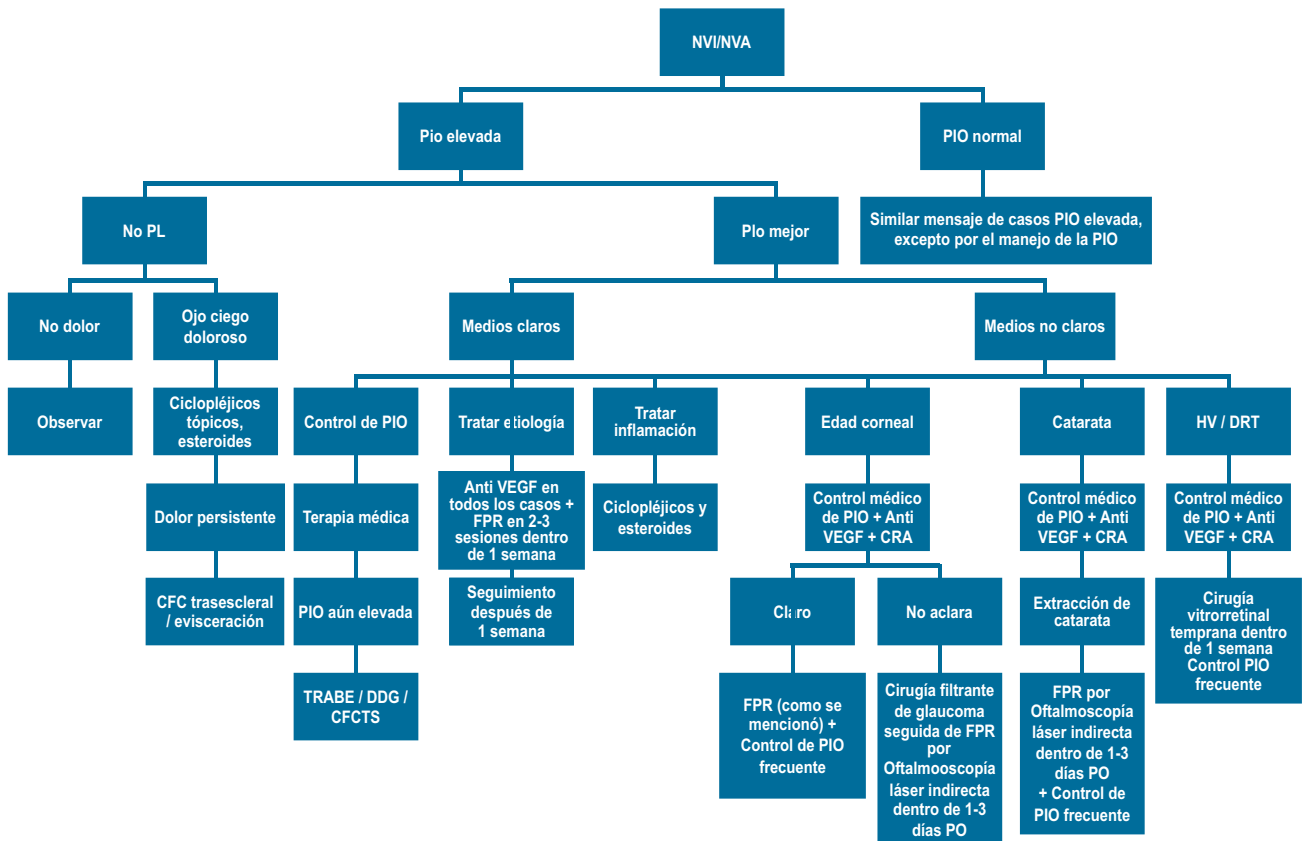 NVI/NVA
Pio elevada
PIO normal
No PL
PIo mejor
Similar mensaje de casos PIO elevada,
excepto por el manejo de la PIO
No dolor
Ojo ciego
doloroso
Medios claros
Medios no claros
Observar
Ciclopléjicos
tópicos,
esteroides
Control de PIO
Tratar etiología
Tratar
inflamación
Edad corneal
Catarata
HV / DRT
Dolor persistente
Terapia médica
Anti VEGF en
todos los casos +
FPR en 2-3
sesiones dentro
de 1 semana
Ciclopléjicos y
esteroides
Control médico
de PIO + Anti
VEGF + CRA
Control médico
de PIO + Anti
VEGF + CRA
Control médico
de PIO + Anti
VEGF + CRA
CFC trasescleral
/ evisceración
PIO aún elevada
Seguimiento
después de
1 semana
Claro
No aclara
Extracción de
catarata
Cirugía
vitrorretinal
temprana dentro
de 1 semana
Control PIO
frecuente
TRABE / DDG /
CFCTS
FPR (como se
mencionó) +
Control de PIO
frecuente
Cirugía filtrante
de glaucoma
seguida de FPR
por
Oftalmooscopía
láser indirecta
dentro de 1-3
días PO
FPR por
Oftalmoscopía
láser indirecta
dentro de 1-3
días PO
+ Control de
PIO frecuente